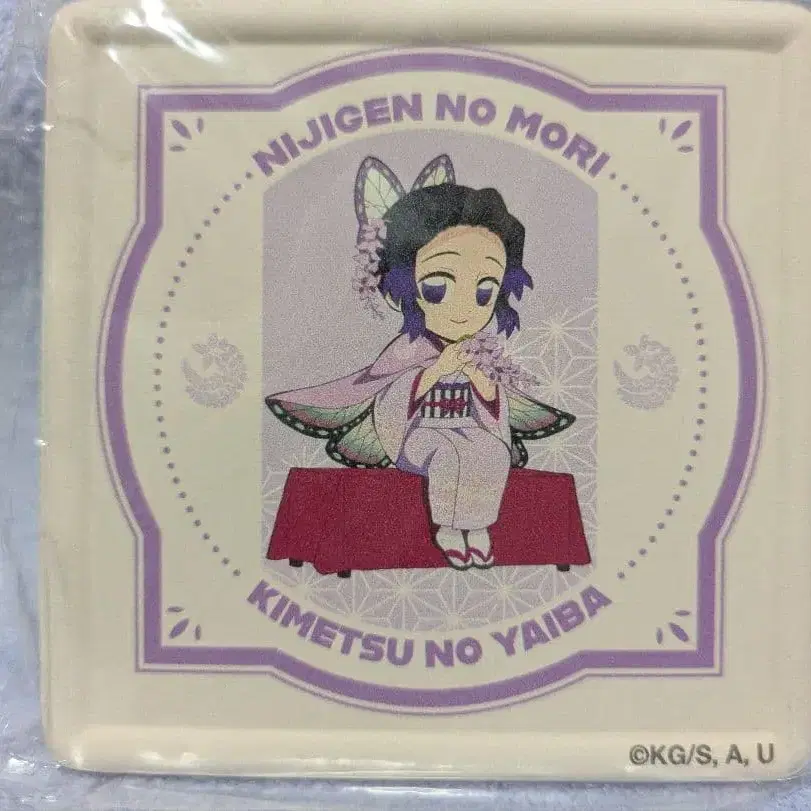 NIJIGEN NO MORI
KIMETSU NO YAIBA
©KG/S, A, U